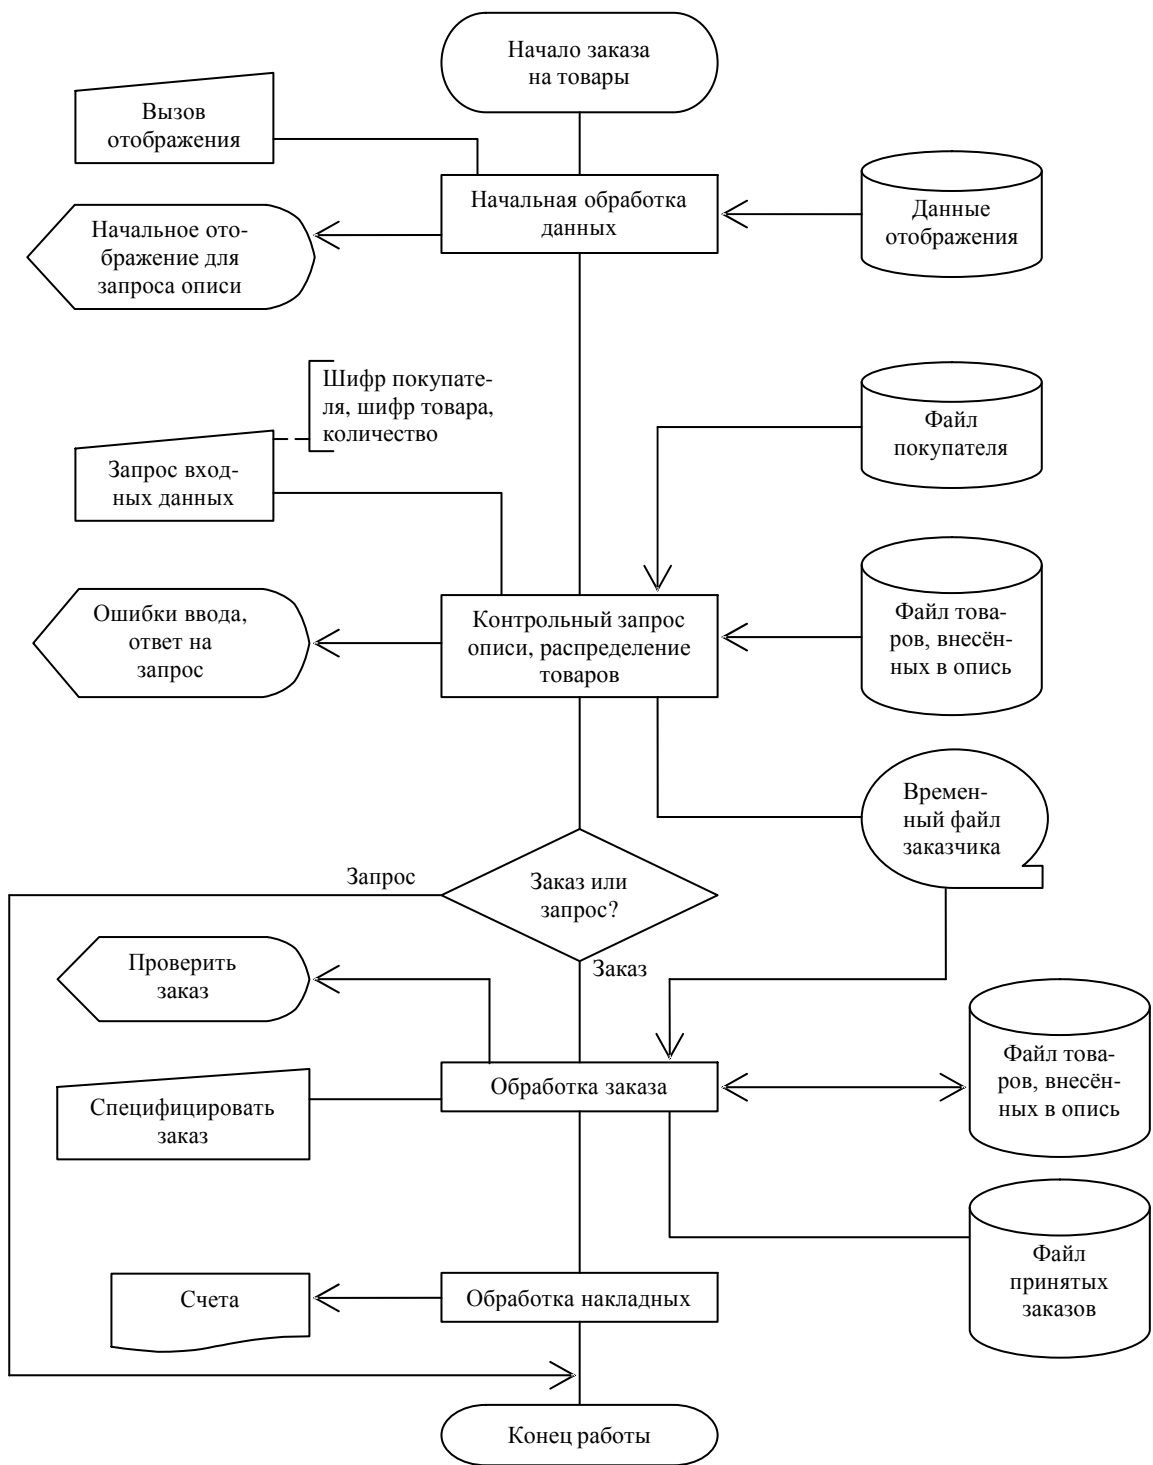 Начало заказа
на товары
Вызов
отображения
Начальная обработка
данных
Данные
отображения
Начальное ото-
бражение для
запроса описи
Шифр покупате-
ля, шифр товара,
количество
Файл
покупателя
Запрос вход-
ных данных
Ошибки ввода,
ответ на
запрос
Контрольный запрос
описи, распределение
товаров
Файл това-
ров, внесён-
ных в опись
Времен-
ный файл
заказчика
Запрос
Заказ или
запрос?
Заказ
Проверить
заказ
Обработка заказа
Файл това-
ров, внесён-
ных в опись
Специфицировать
заказ
Файл
принятых
заказов
Счета
Обработка накладных
Конец работы